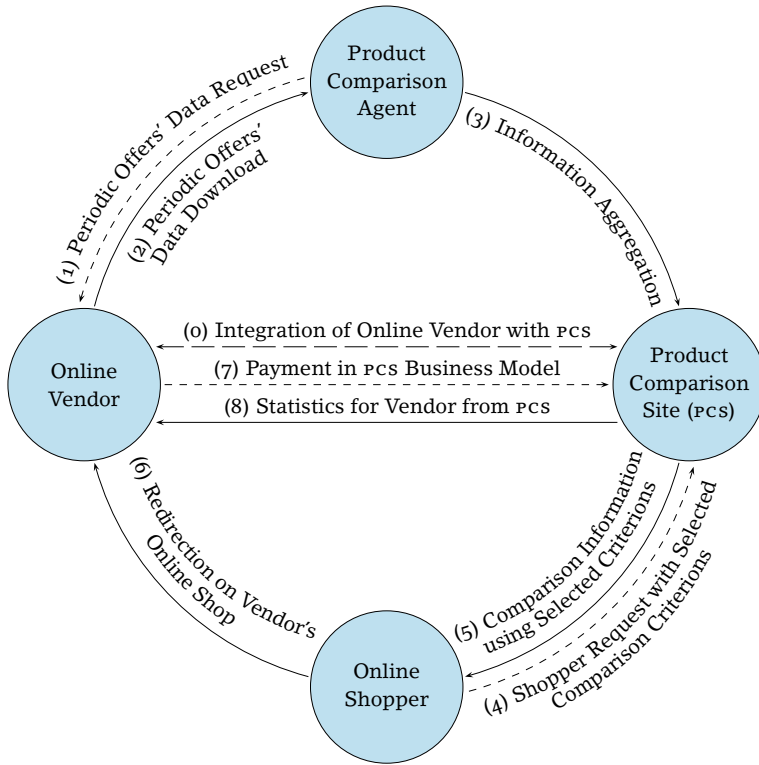 Product
Comparison
Agent
(1) Periodic Offers’ Data Request
(2) Periodic Offers’
Data Download
(3) Information Aggregation
Online
Vendor
(0) Integration of Online Vendor with PCS
(7) Payment in PCS Business Model
(8) Statistics for Vendor from PCS
Product
Comparison
Site (PCS)
(6) Redirection on Vendor’s
Online Shop
(5) Comparison Information
using Selected Criterions
(4) Shopper Request with Selected
Comparison Criterions
Online
Shopper